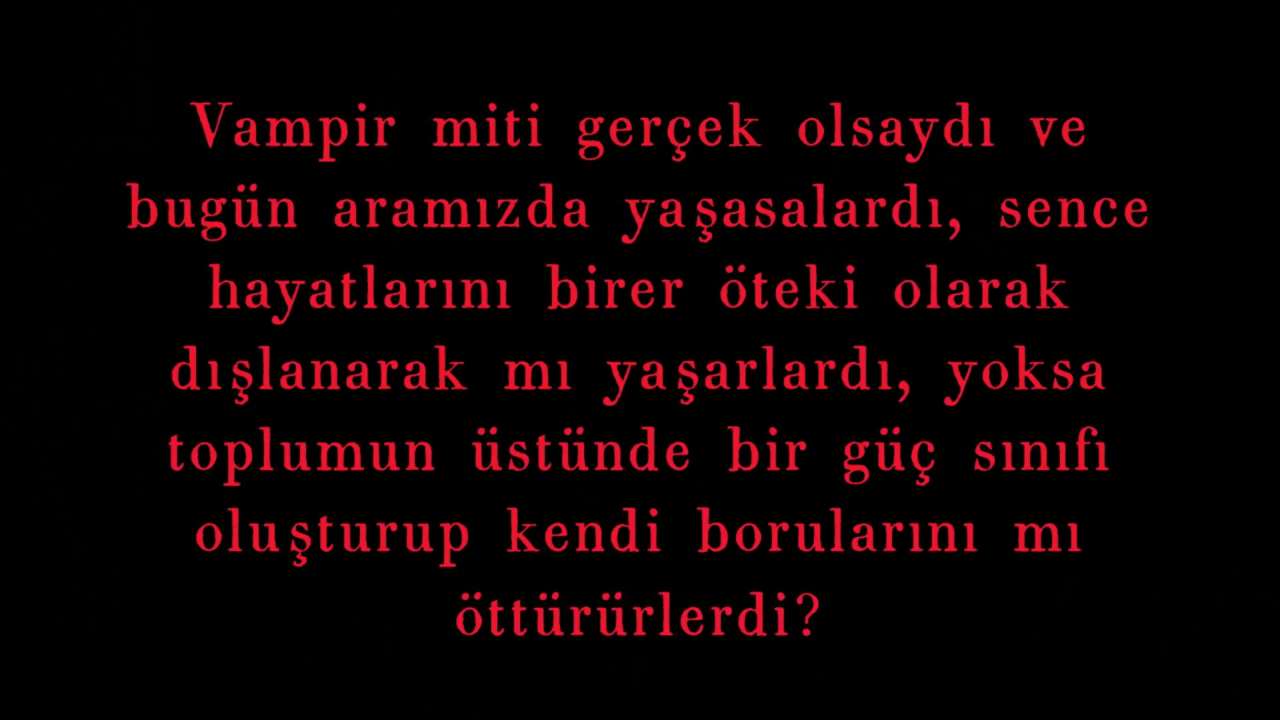 Vampir miti gerçek olsaydı ve
bugün aramızda yaşasalardı, sence
hayatlarını birer öteki olarak
dışlanarak mı yaşarlardı, yoksa
toplumun üstünde bir güç sınıfı
oluşturup kendi borularını mı
öttürürlerdi?